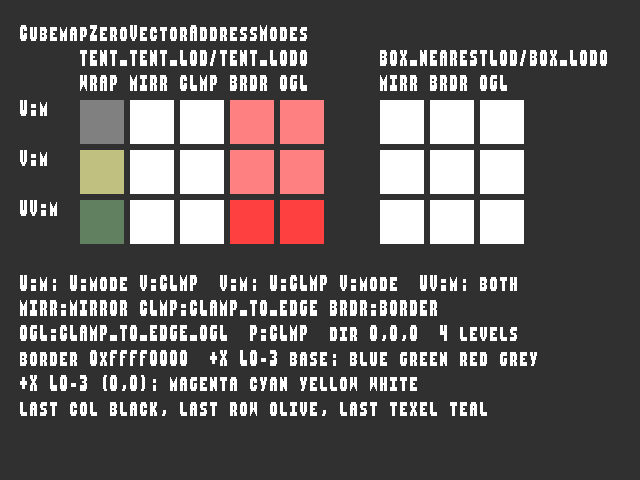 CubemapZeroVectorAddressModes
TENT_TENT_LOD/TENT_LOD0 BOX_NEARESTLOD/BOX_LOD0
WRAP MIRR CLMP BRDR OGL MIRR BRDR OGL
U:M
V:M
UV:M
U:M: U:MODE V:CLMP V:M: U:CLMP V:MODE UV:M: BOTH
MIRR:MIRROR CLMP:CLAMP_TO_EDGE BRDR:BORDER
OGL:CLAMP_TO_EDGE_OGL P:CLMP DIR 0,0,0 4 LEVELS
BORDER 0xFFFF0000 +X L0-3 BASE: BLUE GREEN RED GREY
+X L0-3 (0,0): MAGENTA CYAN YELLOW WHITE
LAST COL BLACK, LAST ROW OLIVE, LAST TEXEL TEAL